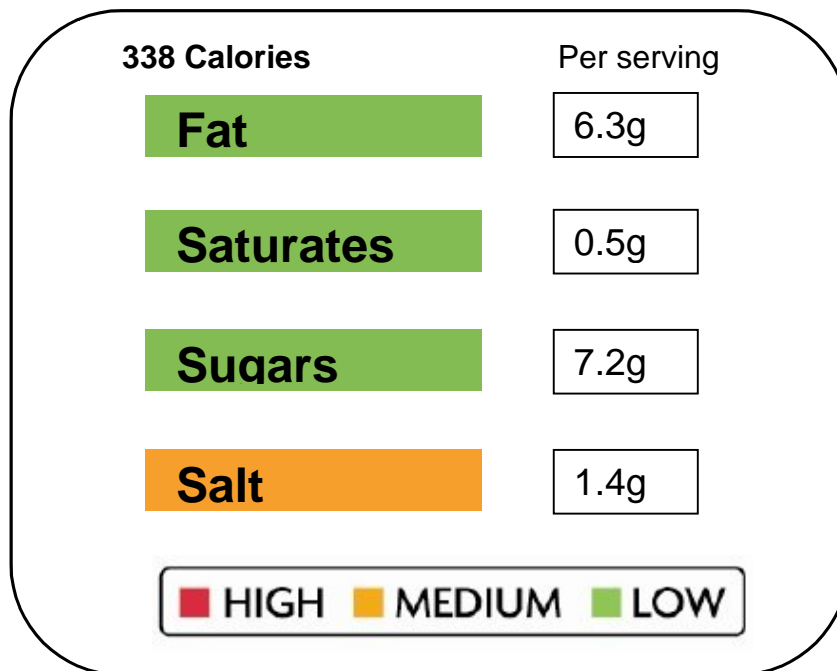 338 Calories Per serving
Fat 6.3g
Saturates 0.5g
Sugars 7.2g
Salt 1.4g
HIGH MEDIUM LOW